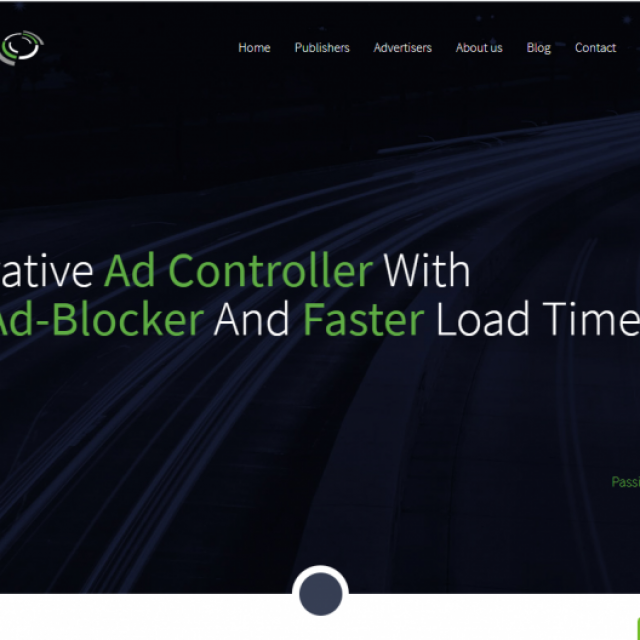 Home Publishers Advertisers About us Blog Contact
ative Ad Controller With
Ad-Blocker And Faster Load Time
Passi